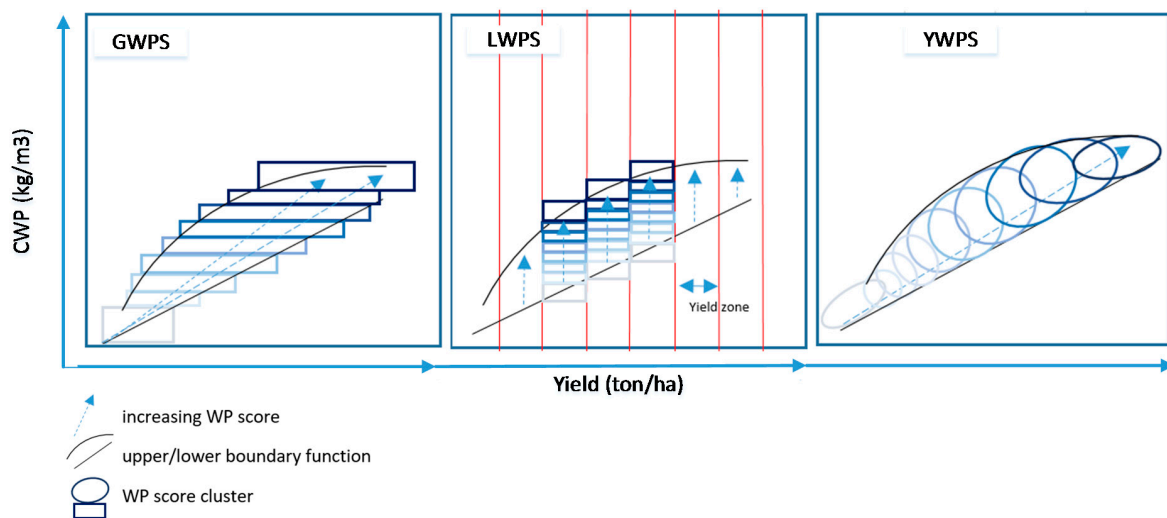 GWPS
LWPS
YWPS
CWP (kg/m3)
Yield zone
Yield (ton/ha)
increasing WP score
upper/lower boundary function
WP score cluster